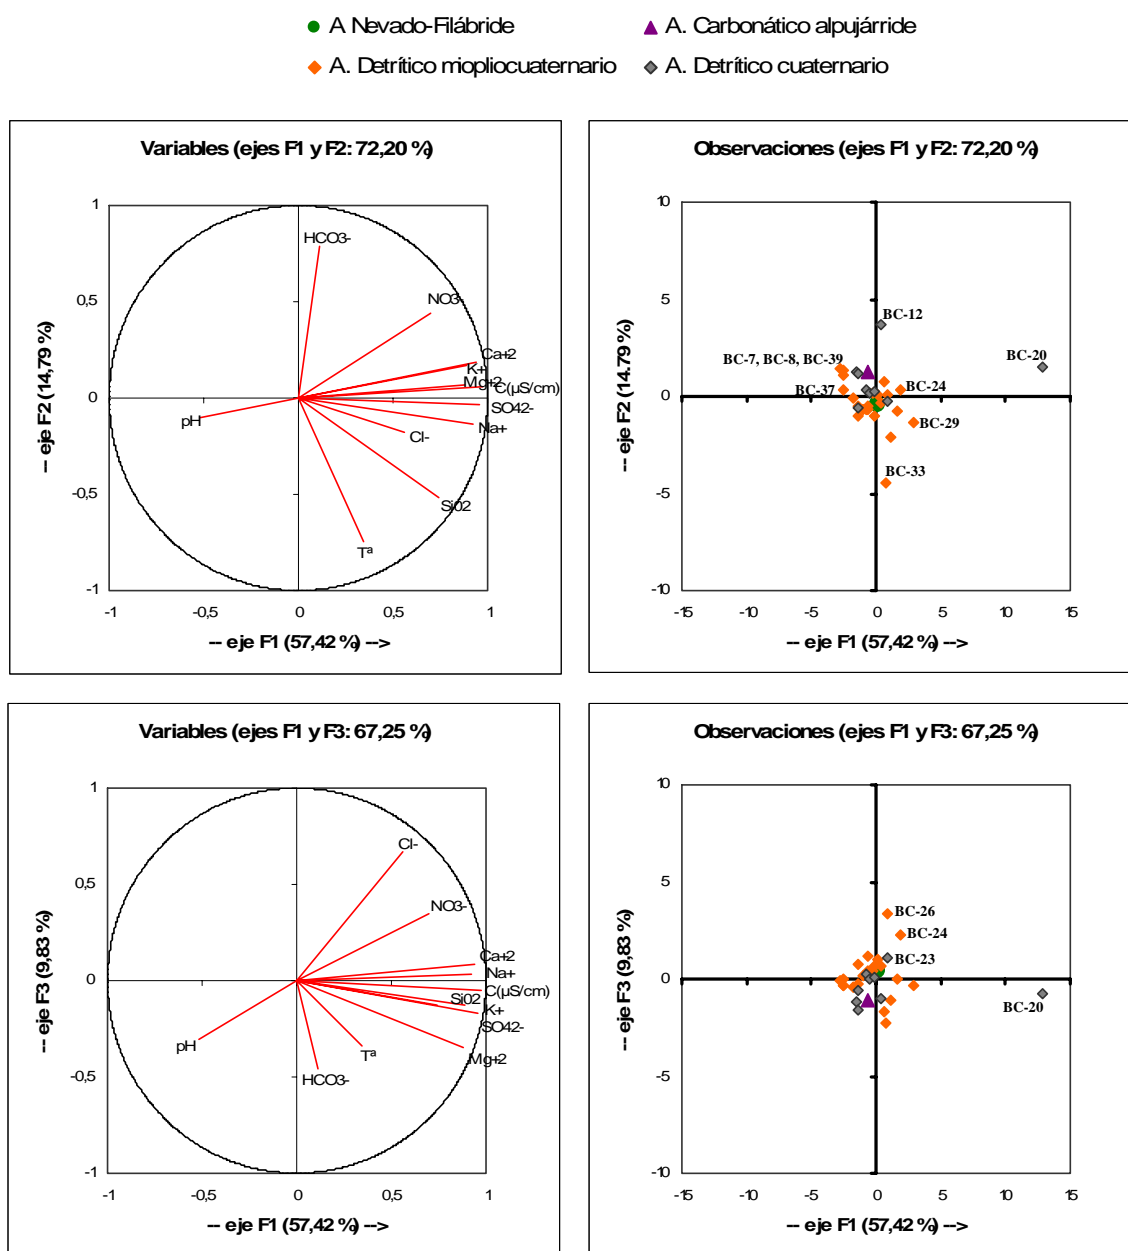 A Nevado-Filábride
A. Carbonático alpujárride
A. Detrítico miopliocuaternario
A. Detrítico cuaternario
Variables (ejes F1 y F2: 72,20 %)
1
0,5
0
-0,5
-1
-1
-0,5
0
0,5
1
-- eje F2 (14,79 %)
-- eje F1 (57,42 %) -->
HCO3-
NO3-
Ca+2
K+
Mg+2
C(µS/cm)
SO42-
Na+
Cl-
pH
Si02
Tª
Observaciones (ejes F1 y F2: 72,20 %)
10
5
0
-5
-10
-15
-10
-5
0
5
10
15
-- eje F2 (14.79 %)
-- eje F1 (57,42 %) -->
BC-12
BC-20
BC-7, BC-8, BC-39
BC-37
BC-24
BC-29
BC-33
Variables (ejes F1 y F3: 67,25 %)
1
0,5
0
-0,5
-1
-1
-0,5
0
0,5
1
-- eje F3 (9,83 %)
-- eje F1 (57,42 %) -->
Cl-
NO3-
Ca+2
Na+
C(µS/cm)
Si02
K+
SO42-
Mg+2
Tª
HCO3-
pH
Observaciones (ejes F1 y F3: 67,25 %)
10
5
0
-5
-10
-15
-10
-5
0
5
10
15
-- eje F3 (9,83 %)
-- eje F1 (57,42 %) -->
BC-26
BC-24
BC-23
BC-20